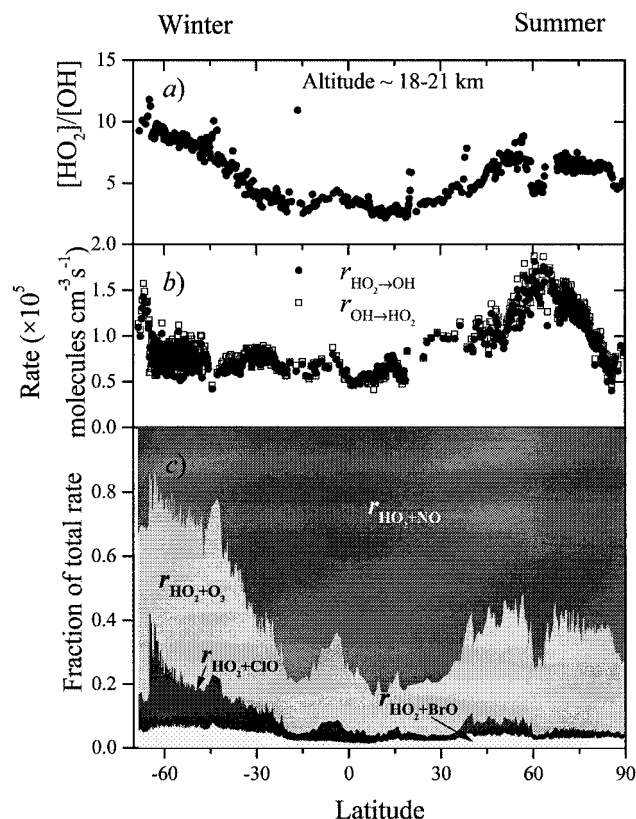 Winter Summer
15
a) Altitude ~ 18-21 km
10
5
[HO₂]/[OH]
2.0
b) r HO₂→OH
1.5
r OH→HO₂
1.0
0.5
0.0
Rate (×10⁵
molecules cm⁻³s⁻¹)
c)
0.8
r HO₂+NO
0.6
r HO₂+O₃
0.4
r HO₂+ClO
0.2
r HO₂+BrO
0.0
Fraction of total rate
-60 -30 0 30 60 90
Latitude